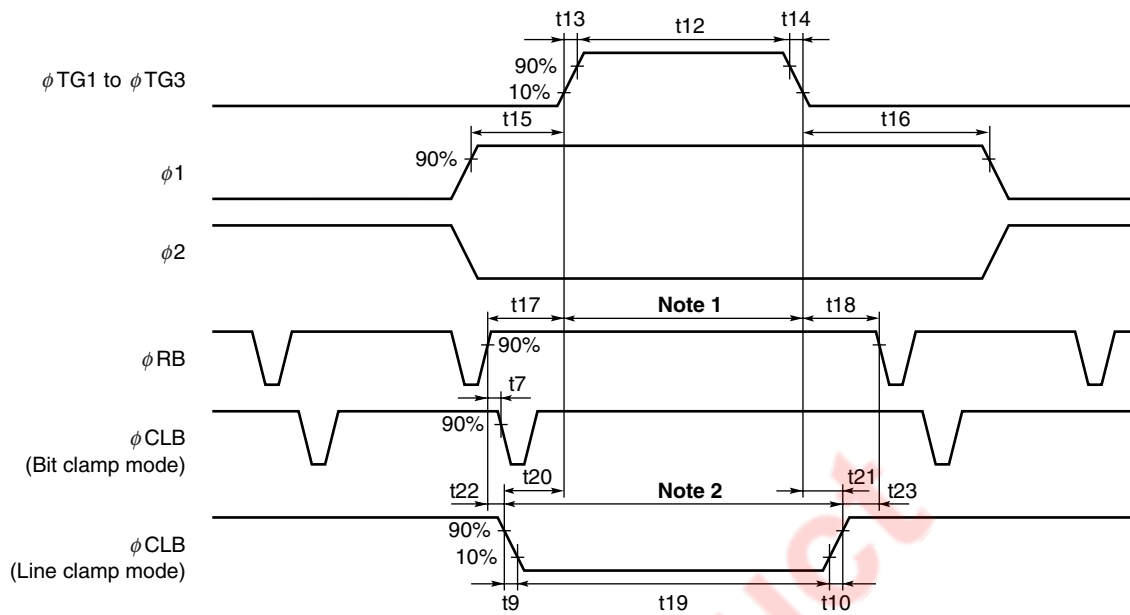 t13 t12 t14
φTG1 to φTG3
90%
10%
t15 t16
90%
φ1
φ2
t17 Note 1 t18
φRB
90%
t7
90%
φCLB
(Bit clamp mode)
t20 t21
t22 Note 2 t23
90%
φCLB
10%
(Line clamp mode)
t9 t19 t10
uct